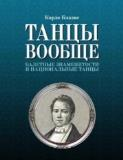 Карло Блазис
ТАНЦЫ
ВООБЩЕ
БАЛЕТНЫЕ ЗНАМЕНИТОСТИ
И НАЦИОНАЛЬНЫЕ ТАНЦЫ